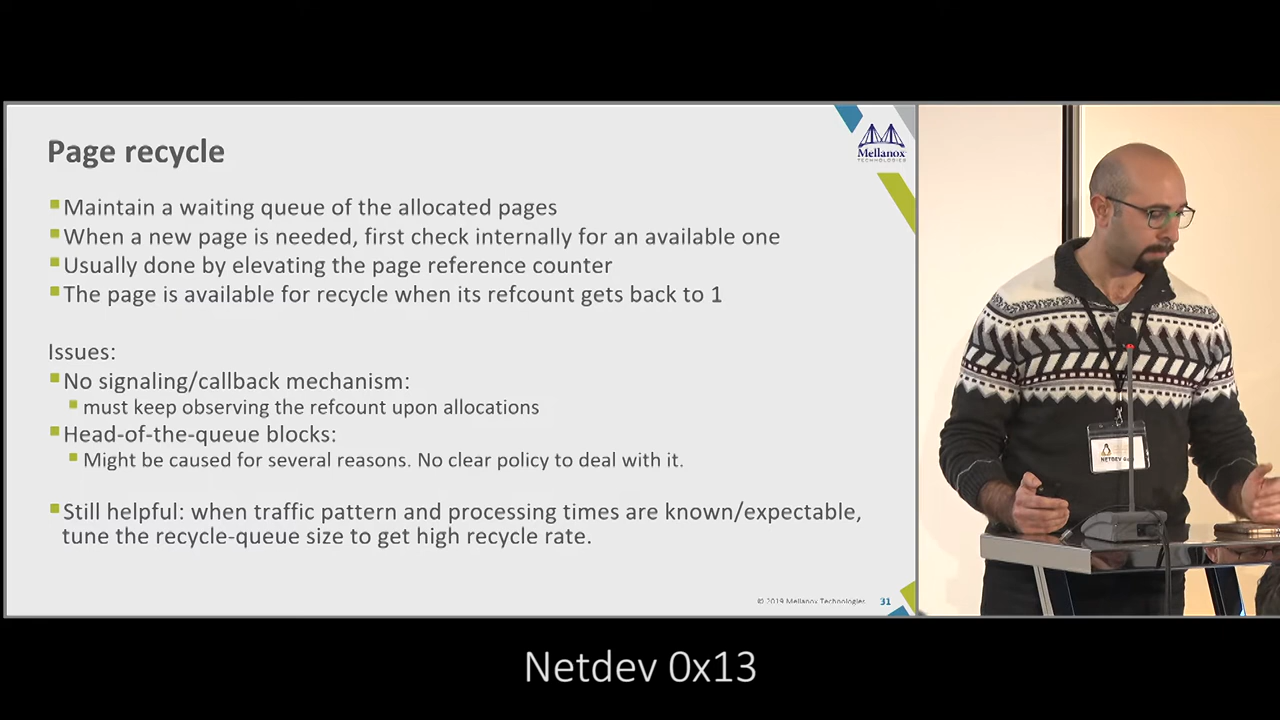 Page recycle
Mellanox
TECHNOLOGIES
Maintain a waiting queue of the allocated pages
When a new page is needed, first check internally for an available one
Usually done by elevating the page reference counter
The page is available for recycle when its refcount gets back to 1
Issues:
No signaling/callback mechanism:
must keep observing the refcount upon allocations
Head-of-the-queue blocks:
Might be caused for several reasons: No clear policy to deal with it.
Still helpful: when traffic pattern and processing times are known/expectable,
tune the recycle-queue size to get high recycle rate.
© 2019 Mellanox Technologies
31
NETDEV
Netdev 0x13